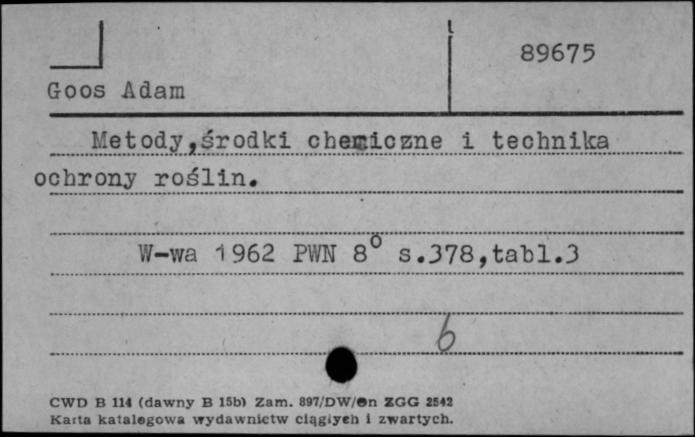 89675
Goos Adam
Metody,środki chemiczne i technika
ochrony roślin.
W-wa 1962 PWN 8° s.378,tabl.3
6
CWD B 114 (dawny B 15b) Zam. 897/DW/en ZGG 2542
Karta katalogowa wydawnictw ciągłych i zwartych.